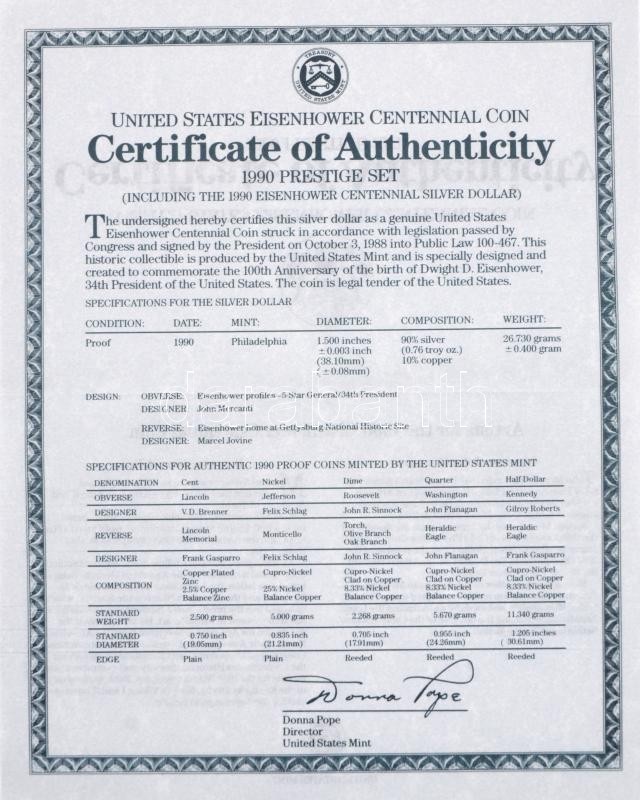 TREASURY
UNITED STATES MINT
UNITED STATES EISENHOWER CENTENNIAL COIN
Certificate of Authenticity
1990 PRESTIGE SET
(INCLUDING THE 1990 EISENHOWER CENTENNIAL SILVER DOLLAR)
The undersigned hereby certifies this silver dollar as a genuine United States
Eisenhower Centennial Coin struck in accordance with legislation passed by
Congress and signed by the President on October 3, 1988 into Public Law 100-467. This
historic collectible is produced by the United States Mint and is specially designed and
created to commemorate the 100th Anniversary of the birth of Dwight D. Eisenhower,
34th President of the United States. The coin is legal tender of the United States.
SPECIFICATIONS FOR THE SILVER DOLLAR
CONDITION: DATE: MINT: DIAMETER: COMPOSITION: WEIGHT:
Proof 1990 Philadelphia 1.500 inches 90% silver 26.730 grams
± 0.003 inch (0.76 troy oz.) ± 0.400 gram
(38.10mm) 10% copper
(± 0.08mm)
DESIGN: OBVERSE: Eisenhower profiles–5-Star General/34th President
DESIGNER: John Mercanti
REVERSE: Eisenhower home at Gettysburg National Historic Site
DESIGNER: Marcel Jovine
databanth
SPECIFICATIONS FOR AUTHENTIC 1990 PROOF COINS MINTED BY THE UNITED STATES MINT
DENOMINATION Cent Nickel Dime Quarter Half Dollar
OBVERSE Lincoln Jefferson Roosevelt Washington Kennedy
DESIGNER V.D. Brenner Felix Schlag John R. Sinnock John Flanagan Gilroy Roberts
REVERSE Lincoln Memorial Monticello Torch, Olive Branch Oak Branch Heraldic Eagle Heraldic Eagle
DESIGNER Frank Gasparro Felix Schlag John R. Sinnock John Flanagan Frank Gasparro
COMPOSITION Copper Plated Zinc 2.5% Copper Balance Zinc Cupro-Nickel 25% Nickel Balance Copper Cupro-Nickel Clad on Copper 8.33% Nickel Balance Copper Cupro-Nickel Clad on Copper 8.33% Nickel Balance Copper Cupro-Nickel Clad on Copper 8.33% Nickel Balance Copper
STANDARD WEIGHT 2.500 grams 5.000 grams 2.268 grams 5.670 grams 11.340 grams
STANDARD DIAMETER 0.750 inch (19.05mm) 0.835 inch (21.21mm) 0.705 inch (17.91mm) 0.955 inch (24.26mm) 1.205 inches (30.61mm)
EDGE Plain Plain Reeded Reeded Reeded
Donna Pope
Donna Pope
Director
United States Mint